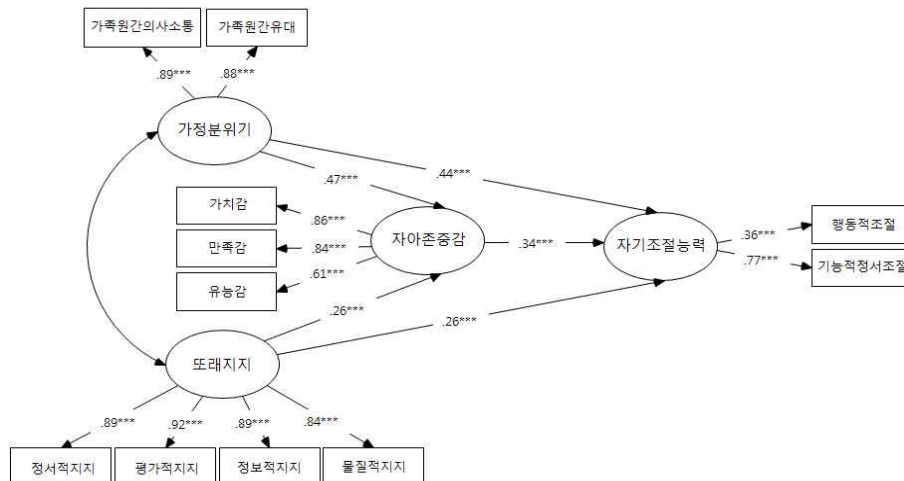 가족원간의사소통
가족원간유대
.89***
.88***
가정분위기
.47***
.44***
가치감
.86***
만족감
.84***
유능감
.61***
자아존중감
.34***
자기조절능력
.36***
행동적조절
.77***
기능적정서조절
.26***
.26***
또래지지
.89***
.92***
.89***
.84***
정서적지지
평가적지지
정보적지지
물질적지지